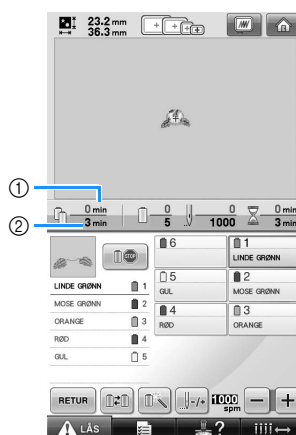 23.2 mm
36.3 mm
①
②
0 min
3 min
0
5
0
1000
0 min
3 min
6
1
LINDE GRØNN
LINDE GRØNN 1
MOSE GRØNN 2
ORANGE 3
RØD 4
GUL 5
5
GUL
2
MOSE GRØNN
4
RØD
3
ORANGE
RETUR
-/+
1000
spm
− +
LÅS
?